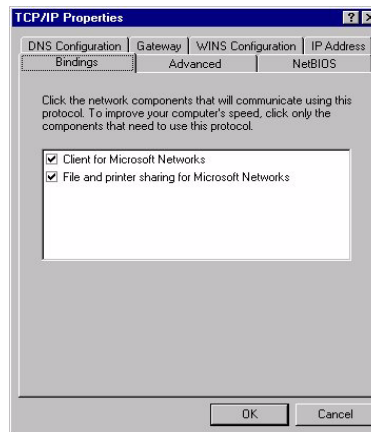 TCP/IP Properties
DNS Configuration Gateway WINS Configuration IP Address
Bindings Advanced NetBIOS
Click the network components that will communicate using this
protocol. To improve your computer's speed, click only the
components that need to use this protocol.
Client for Microsoft Networks
File and printer sharing for Microsoft Networks
OK Cancel